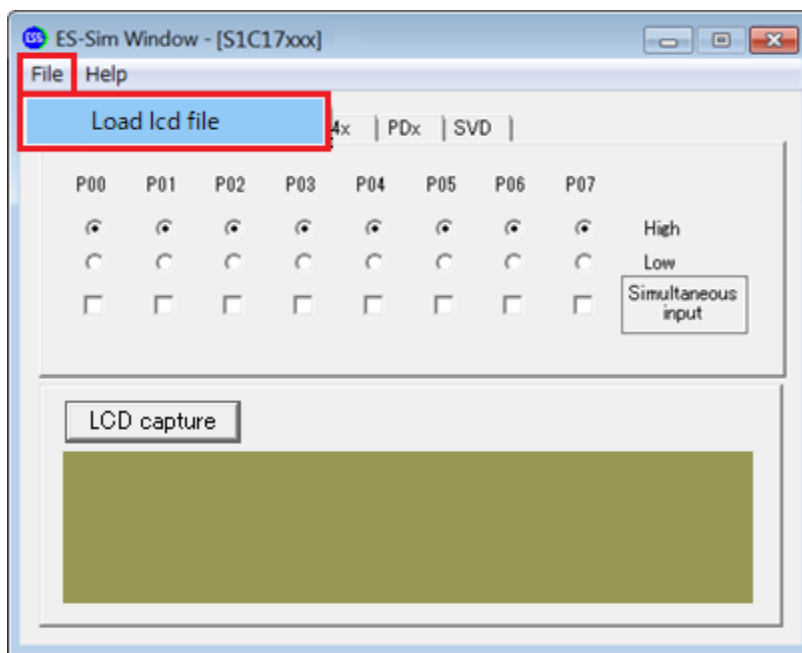 ESS ES-Sim Window - [S1C17xxx]
File Help
Load lcd file
4x PDx SVD
P00 P01 P02 P03 P04 P05 P06 P07
High
Low
Simultaneous
input
LCD capture